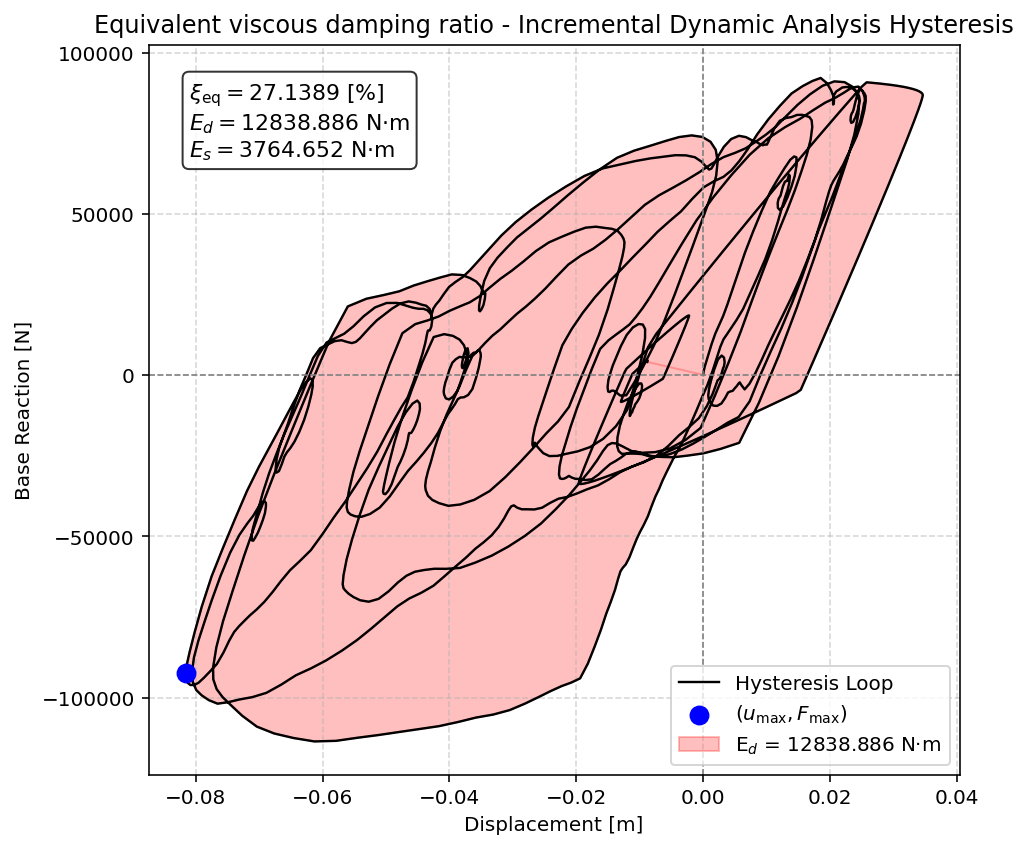 Equivalent viscous damping ratio - Incremental Dynamic Analysis Hysteresis
ξeq = 27.1389 [%]
Ed = 12838.886 N·m
Es = 3764.652 N·m
100000
50000
0
−50000
−100000
Base Reaction [N]
Hysteresis Loop
(umax, Fmax)
Ed = 12838.886 N·m
−0.08 −0.06 −0.04 −0.02 0.00 0.02 0.04
Displacement [m]